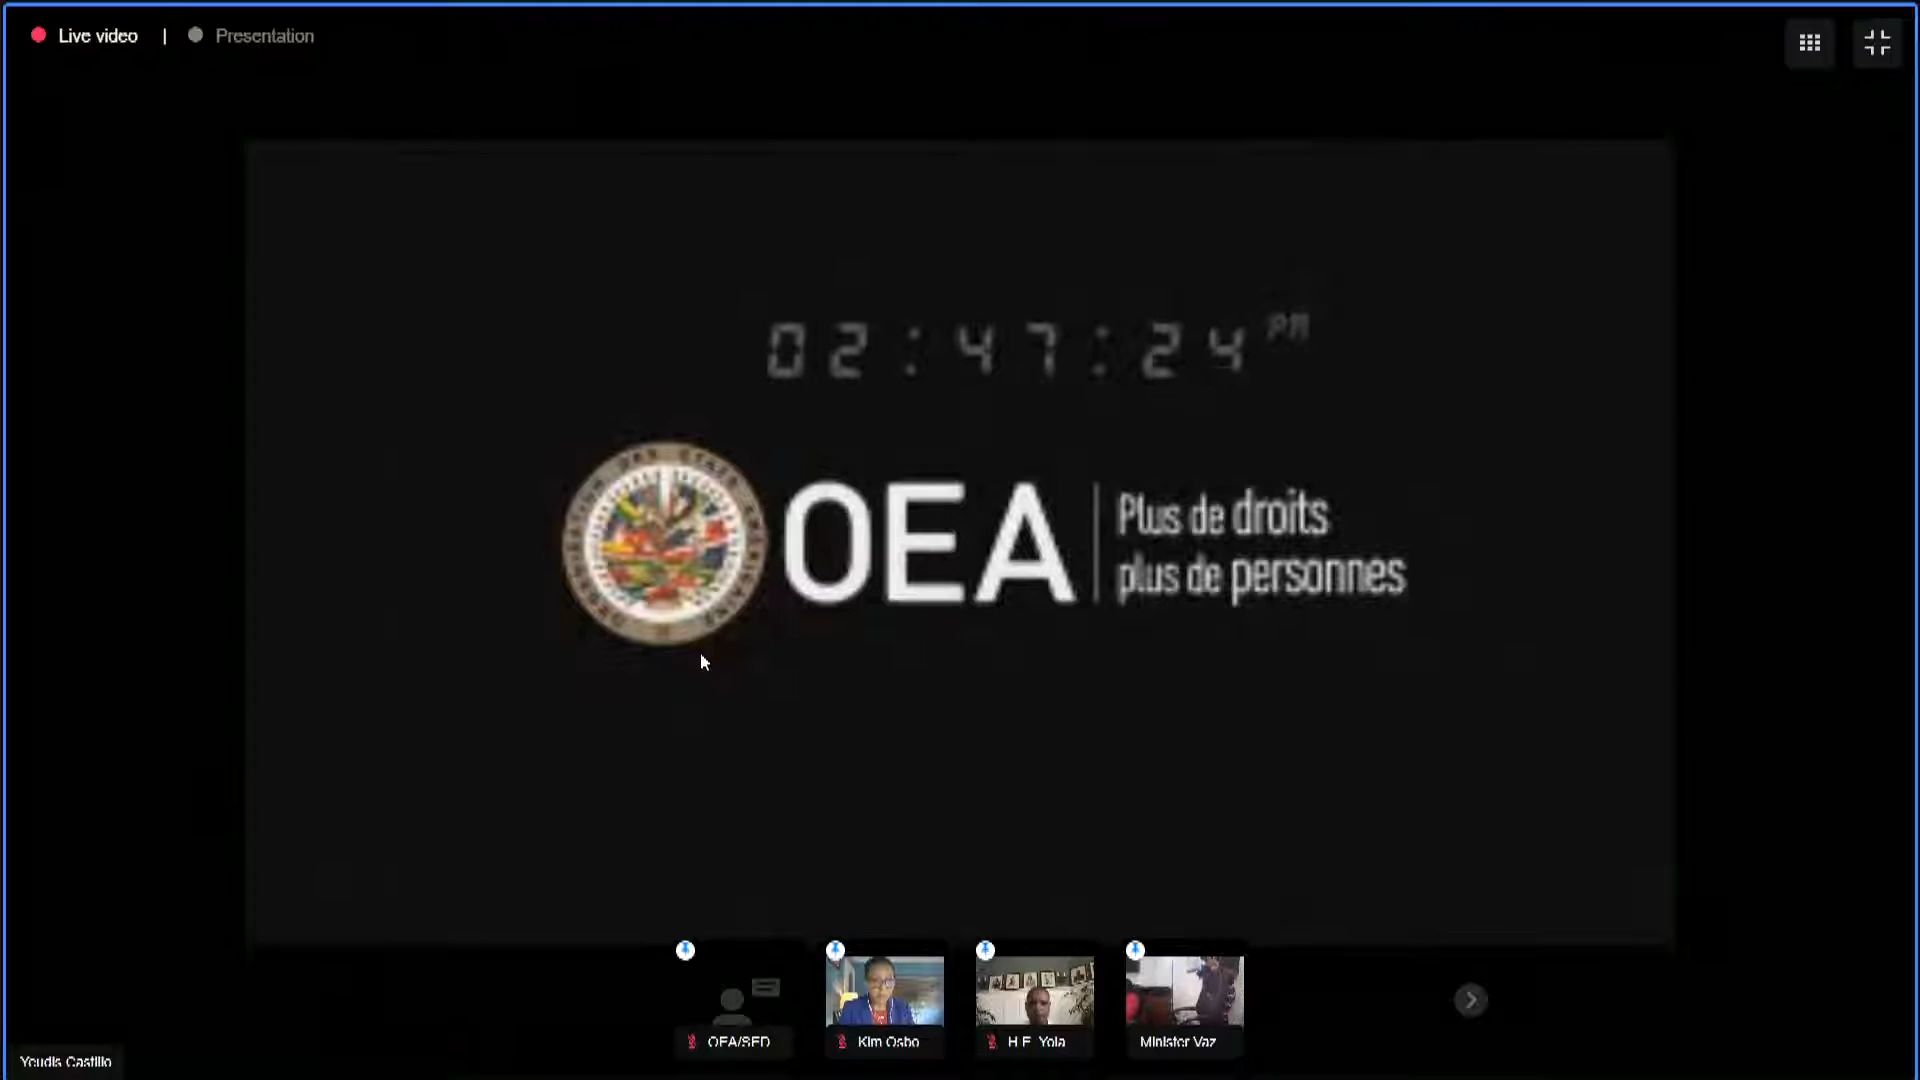 Live video | Presentation
02:47:24 PM
OEA
Plus de droits
plus de personnes
OEA/SED
Kim Osbo
H.E. Yola
Minister Vaz
Yeudis Castillo